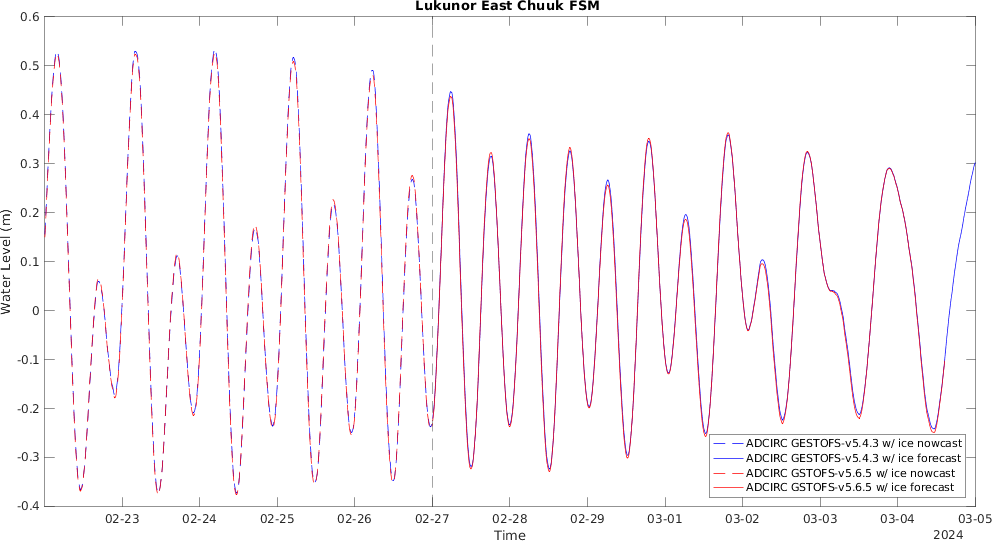 Lukunor East Chuuk FSM
0.6
0.5
0.4
0.3
0.2
0.1
0
-0.1
-0.2
-0.3
-0.4
Water Level (m)
ADCIRC GESTOFS-v5.4.3 w/ ice nowcast
ADCIRC GESTOFS-v5.4.3 w/ ice forecast
ADCIRC GSTOFS-v5.6.5 w/ ice nowcast
ADCIRC GSTOFS-v5.6.5 w/ ice forecast
02-23 02-24 02-25 02-26 02-27 02-28 02-29 03-01 03-02 03-03 03-04 03-05
Time
2024